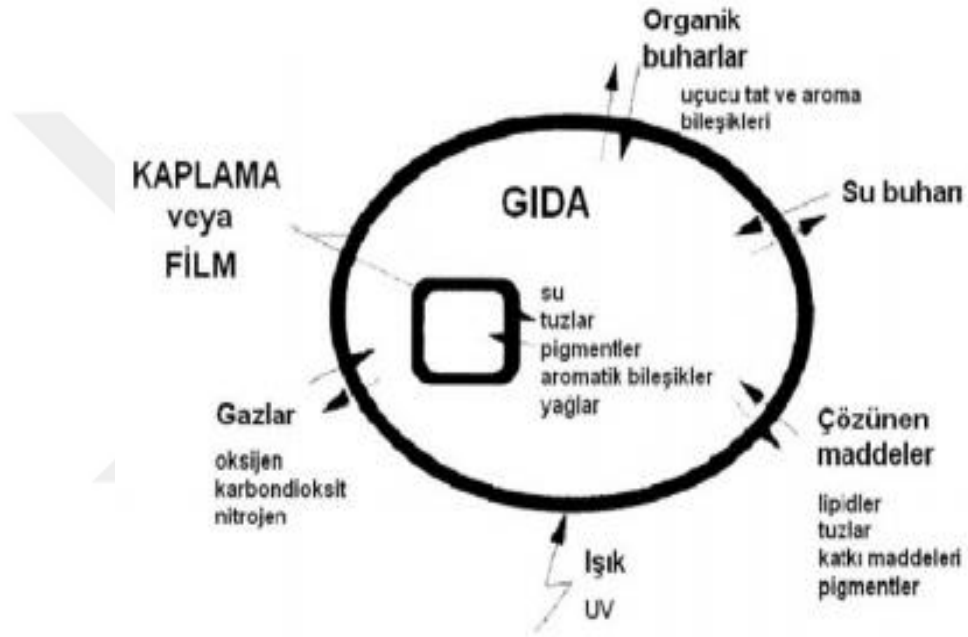 Organik
buharlar
uçucu tat ve aroma
bileşikleri
KAPLAMA
veya
FİLM
GIDA
Su buharı
su
tuzlar
pigmentler
aromatik bileşikler
yağlar
Gazlar
oksijen
karbondioksit
nitrojen
Çözünen
maddeler
lipidler
tuzlar
katkı maddeleri
pigmentler
Işık
UV